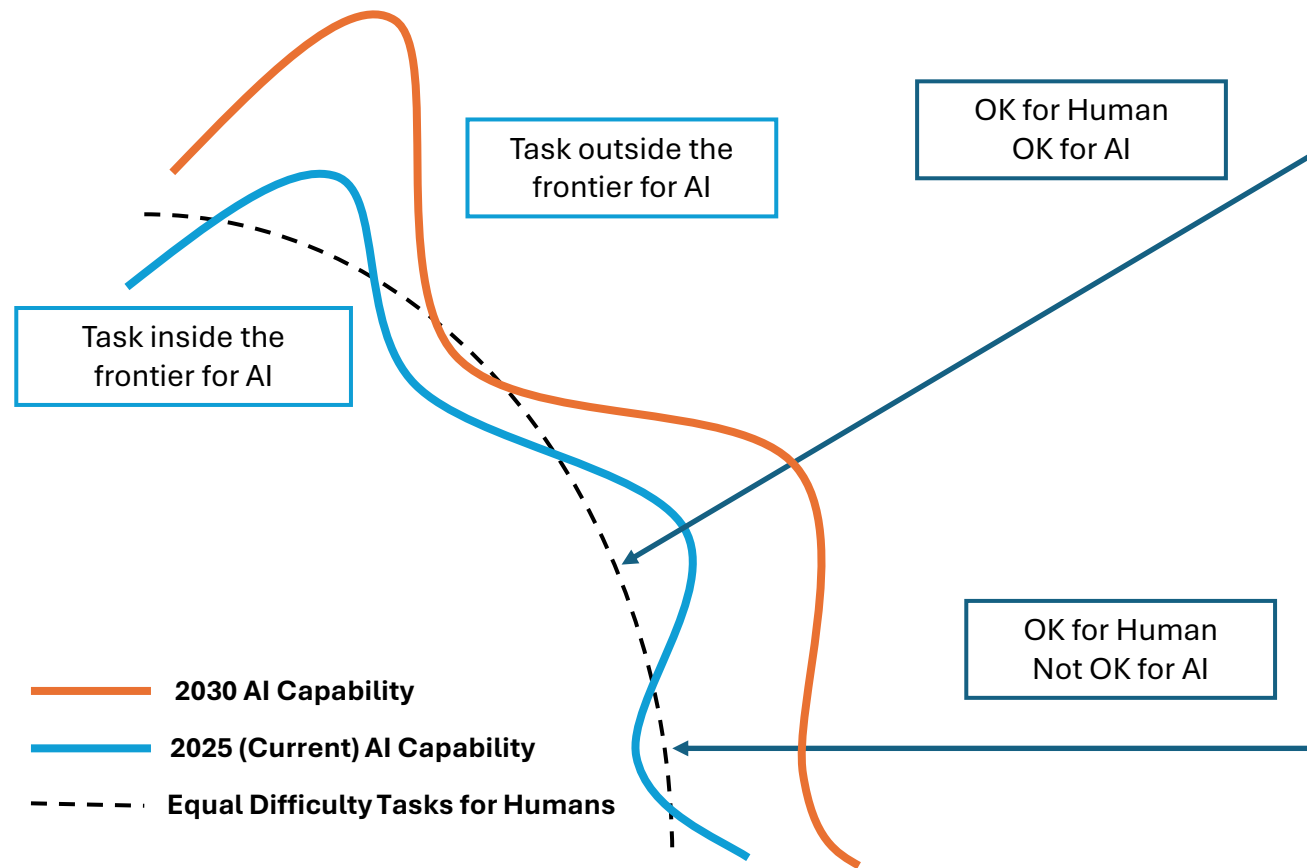 OK for Human
OK for AI
Task outside the
frontier for AI
Task inside the
frontier for AI
OK for Human
Not OK for AI
2030 AI Capability
2025 (Current) AI Capability
Equal Difficulty Tasks for Humans